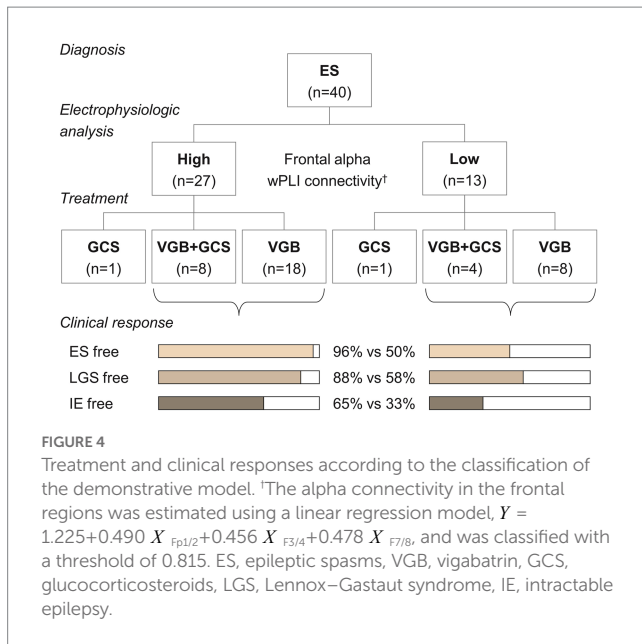 Diagnosis
ES
(n=40)
Electrophysiologic
analysis
High
(n=27)
Frontal alpha
wPLI connectivity†
Low
(n=13)
Treatment
GCS
(n=1)
VGB+GCS
(n=8)
VGB
(n=18)
GCS
(n=1)
VGB+GCS
(n=4)
VGB
(n=8)
Clinical response
ES free 96% vs 50%
LGS free 88% vs 58%
IE free 65% vs 33%
FIGURE 4
Treatment and clinical responses according to the classification of
the demonstrative model. †The alpha connectivity in the frontal
regions was estimated using a linear regression model, Y =
1.225+0.490 X Fp1/2+0.456 X F3/4+0.478 X F7/8, and was classified with
a threshold of 0.815. ES, epileptic spasms, VGB, vigabatrin, GCS,
glucocorticosteroids, LGS, Lennox–Gastaut syndrome, IE, intractable
epilepsy.